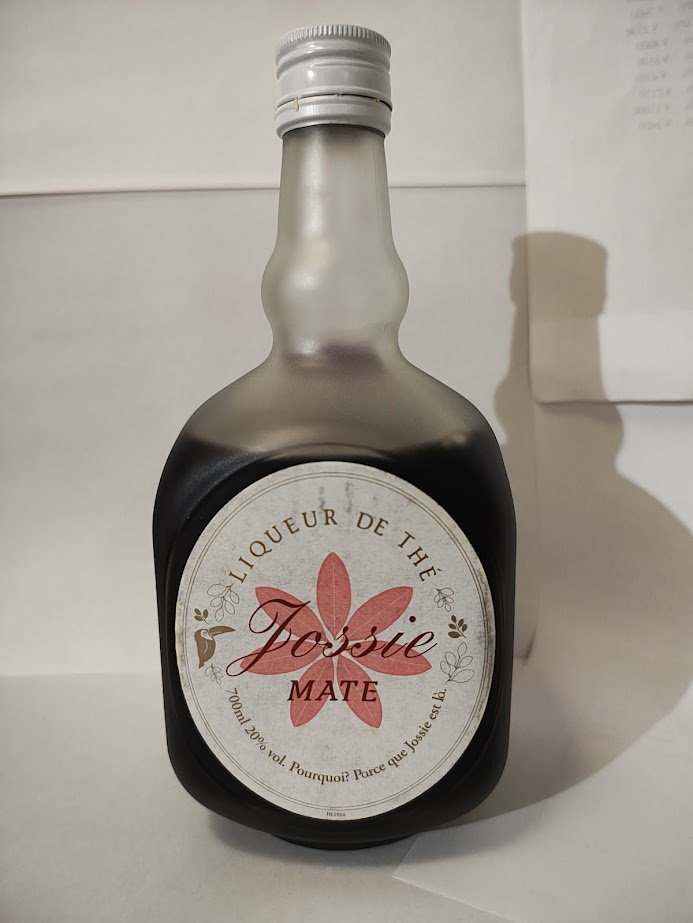 LIQUEUR DE THÉ
Jossie
MATE
700ml 20% vol. Pourquoi? Parce que Jossie est là.